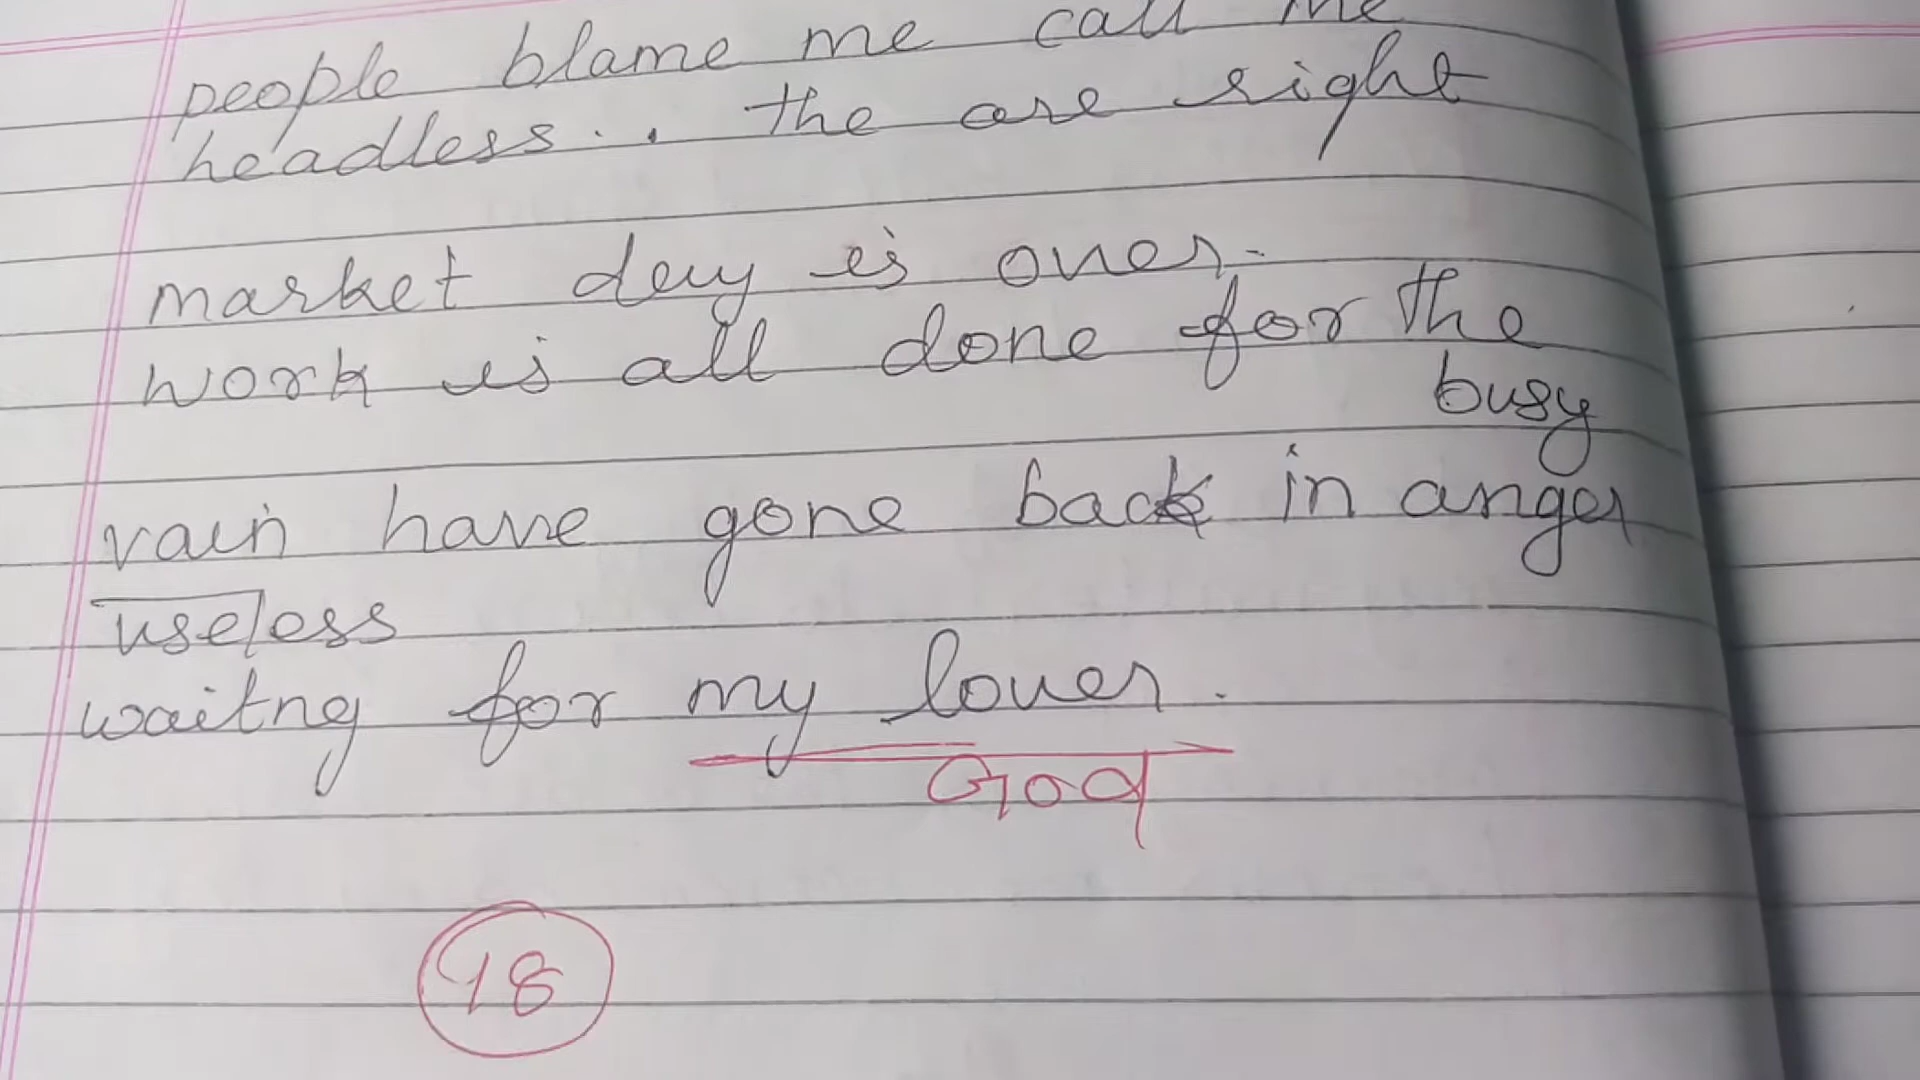 people blame me call me
headless.. the are right
market day is over.
work is all done for the
busy
vain have gone back in anger
useless
waitng for my lover.
God
18